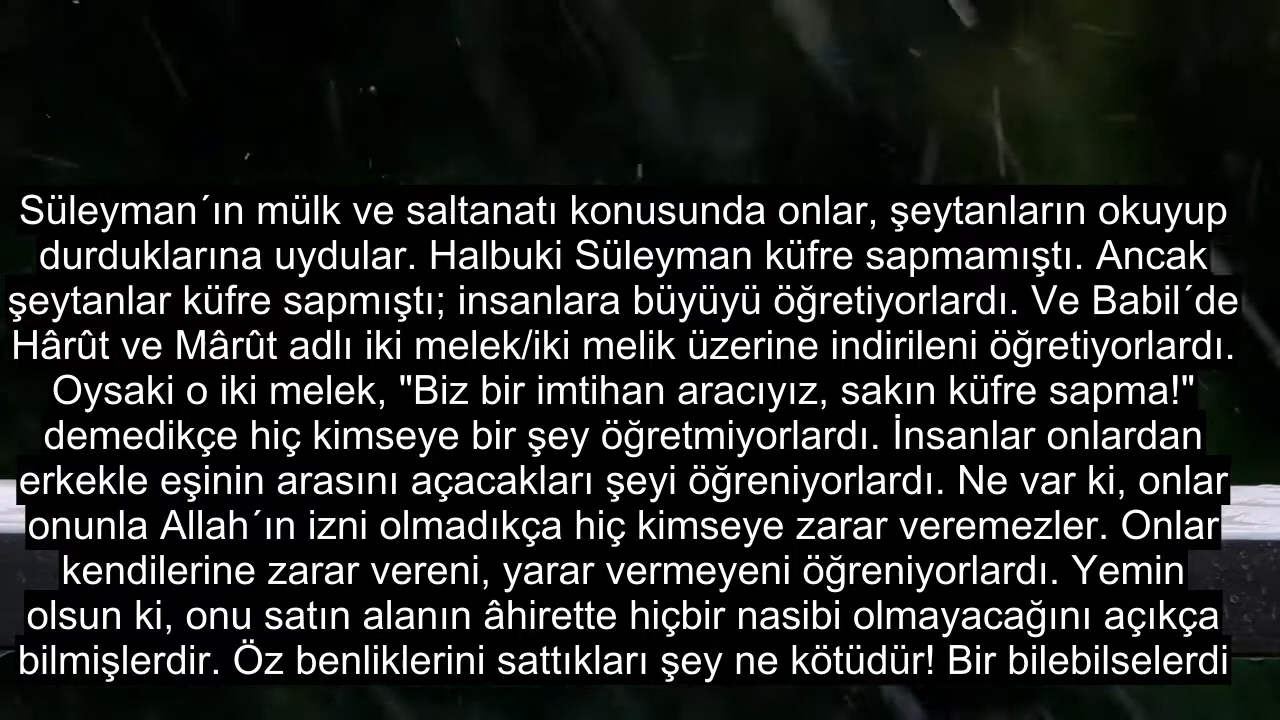 Süleyman´ın mülk ve saltanatı konusunda onlar, şeytanların okuyup
durduklarına uydular. Halbuki Süleyman küfre sapmamıştı. Ancak
şeytanlar küfre sapmıştı; insanlara büyüyü öğretiyorlardı. Ve Babil´de
Hârût ve Mârût adlı iki melek/iki melik üzerine indirileni öğretiyorlardı.
Oysaki o iki melek, "Biz bir imtihan aracıyız, sakın küfre sapma!"
demedikçe hiç kimseye bir şey öğretmiyorlardı. İnsanlar onlardan
erkekle eşinin arasını açacakları şeyi öğreniyorlardı. Ne var ki, onlar
onunla Allah´ın izni olmadıkça hiç kimseye zarar veremezler. Onlar
kendilerine zarar vereni, yarar vermeyeni öğreniyorlardı. Yemin
olsun ki, onu satın alanın âhirette hiçbir nasibi olmayacağını açıkça
bilmişlerdir. Öz benliklerini sattıkları şey ne kötüdür! Bir bilebilselerdi